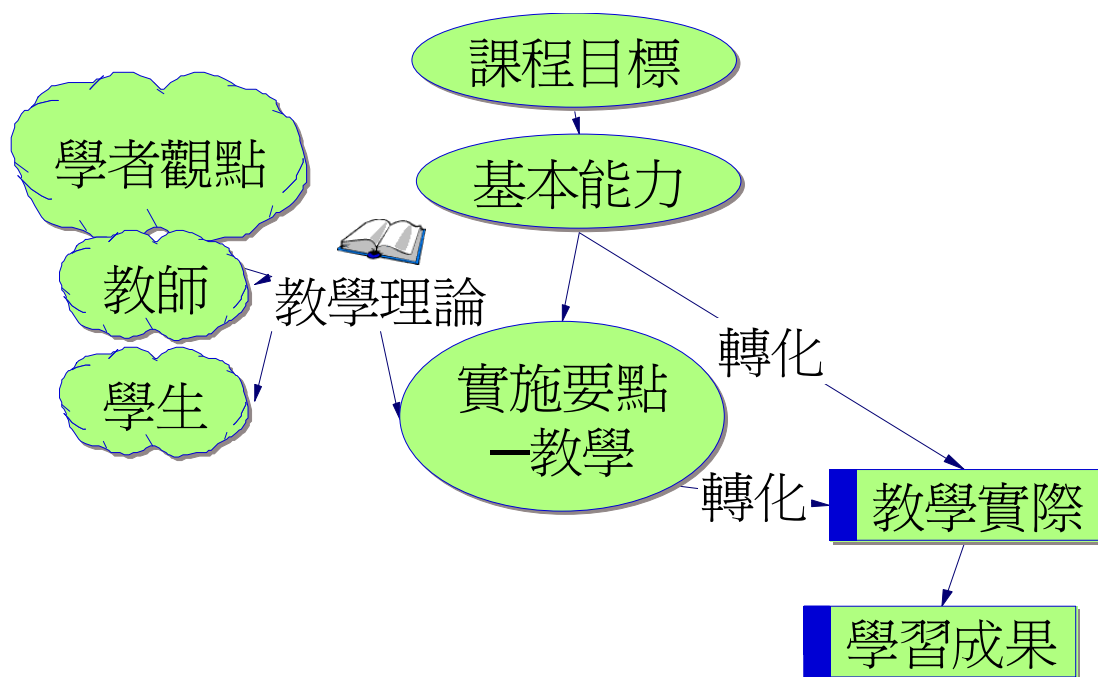 課程目標
學者觀點
基本能力
教師
教學理論
轉化
學生
實施要點
─教學
轉化
教學實際
學習成果